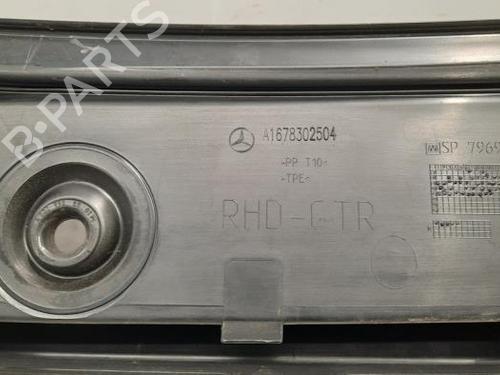 A1678302504
>PP T10<
>TPE<
RHD-CTR
SP 7969
B-PARTS